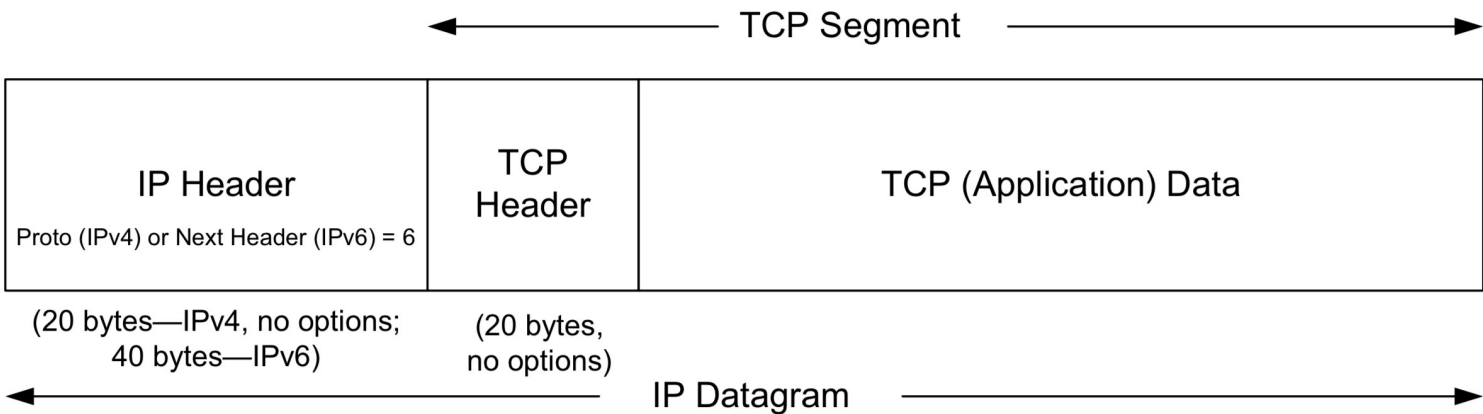 TCP Segment
IP Header
Proto (IPv4) or Next Header (IPv6) = 6
TCP
Header
TCP (Application) Data
(20 bytes—IPv4, no options;
40 bytes—IPv6)
(20 bytes,
no options)
IP Datagram